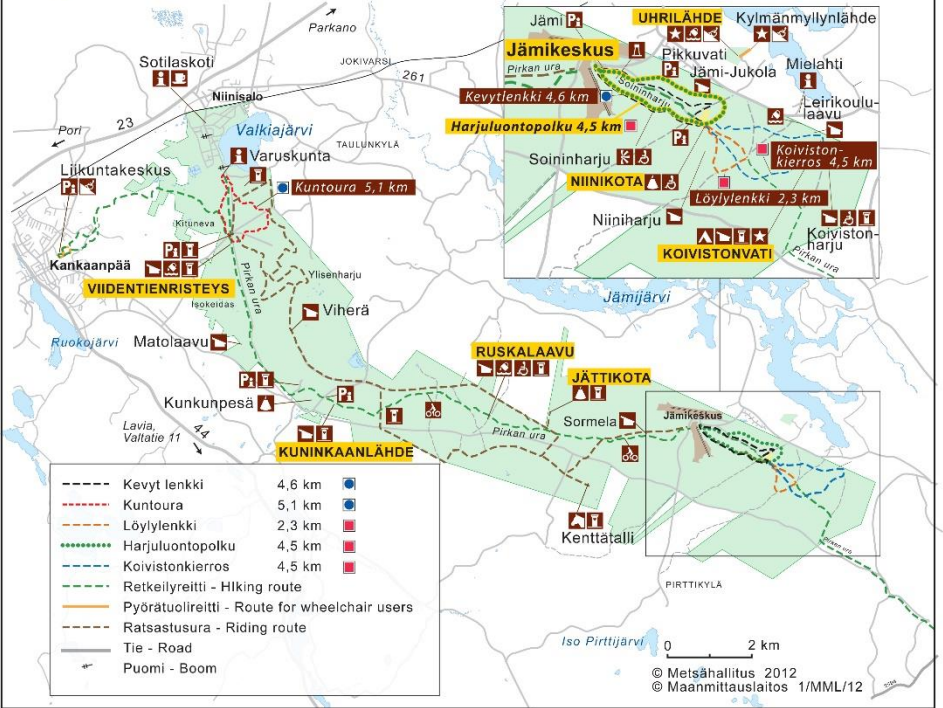 Parkano
JOKIVARSI
261
Sotilaskoti
Niinisalo
23
Pori
Valkiajärvi
TAULUNKYLÄ
Liikuntakeskus
Varuskunta
Kuntoura 5,1 km
Kituneva
Kankaanpää
VIIDENTIENRISTEYS
Isokeidas
Pirkan ura
Ylisenharju
Viherä
Ruokojärvi
Matolaavu
Kunkunpesä
Lavia,
Valtatie 11
44
KUNINKAANLÄHDE
RUSKALAAVU
JÄTTIKOTA
Sormela
Pirkan ura
Kenttätalli
Jämijärvi
Jämikeskus
Pirkan ura
PIRTTIKYLÄ
Iso Pirttijärvi
Jämi
UHRILÄHDE
Kylmänmyllynlähde
Jämikeskus
Pikkuvati
Jämi-Jukola
Mielahti
Pirkan ura
Soininharju
Kevytlenkki 4,6 km
Leirikoulu-
laavu
Harjuluontopolku 4,5 km
Koiviston-
kierros 4,5 km
Soininharju
NIINIKOTA
Löylylenkki 2,3 km
Niiniharju
Koiviston-
harju
KOIVISTONVATI
Pirkan ura
Kevyt lenkki 4,6 km
Kuntoura 5,1 km
Löylylenkki 2,3 km
Harjuluontopolku 4,5 km
Koivistonkierros 4,5 km
Retkeilyreitti - HIking route
Pyörätuolireitti - Route for wheelchair users
Ratsastusura - Riding route
Tie - Road
Puomi - Boom
0 2 km
© Metsähallitus 2012
© Maanmittauslaitos 1/MML/12